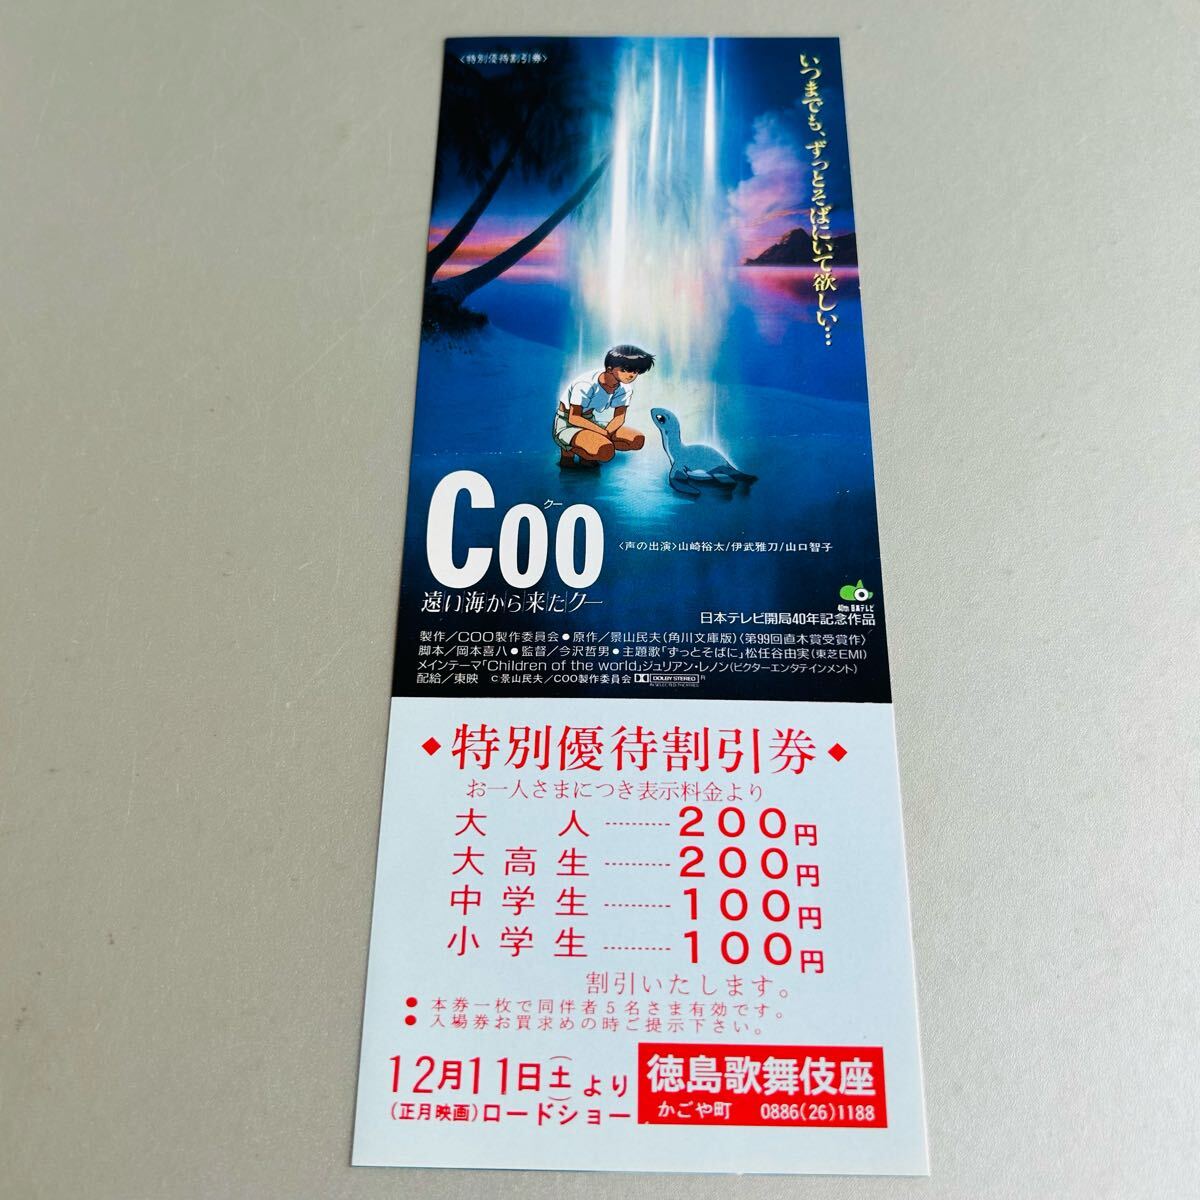 〈特別優待割引券〉
いつまでも、ずっとそばにいて欲しい…
クー
Coo
〈声の出演〉山崎裕太/伊武雅刀/山口智子
遠い海から来たクー
40th 日本テレビ
日本テレビ開局40年記念作品
製作/COO製作委員会●原作/景山民夫(角川文庫版)〈第99回直木賞受賞作〉
脚本/岡本喜八●監督/今沢哲男●主題歌「ずっとそばに」松任谷由実(東芝EMI)
メインテーマ「Children of the world」ジュリアン・レノン(ビクターエンタテインメント)
配給/東映 c景山民夫/COO製作委員会 DOLBY STEREO R
IN SELECTED THEATRES
◆特別優待割引券◆
お一人さまにつき表示料金より
大人 200円
大高生 200円
中学生 100円
小学生 100円
割引いたします。
●本券一枚で同伴者5名さま有効です。
●入場券お買求めの時ご提示下さい。
12月11日(土)より
(正月映画)ロードショー
徳島歌舞伎座
かごや町 0886(26)1188